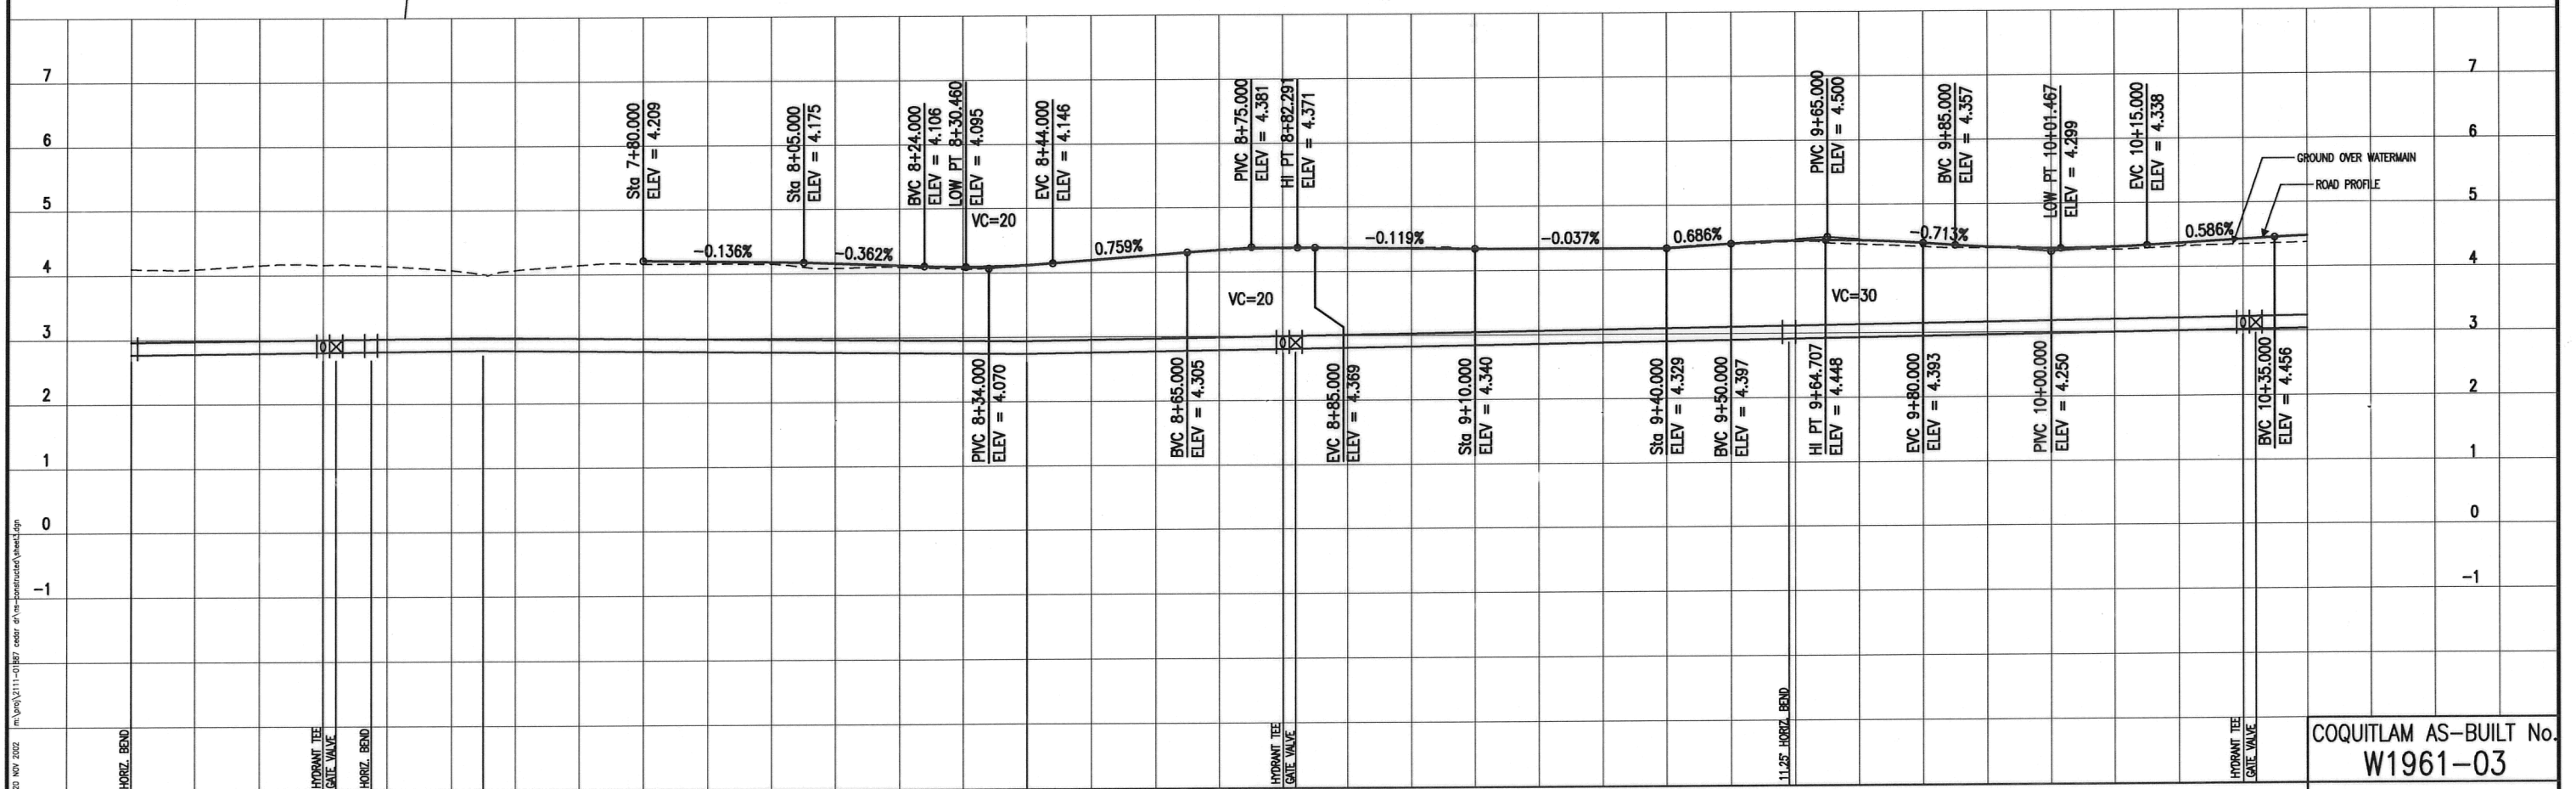 7
6
5
4
3
2
1
0
-1
Sta 7+80.000
ELEV = 4.209
Sta 8+05.000
ELEV = 4.175
BVC 8+24.000
ELEV = 4.106
LOW PT 8+30.460
ELEV = 4.095
EVC 8+44.000
ELEV = 4.146
PIVC 8+75.000
ELEV = 4.381
HI PT 8+82.291
ELEV = 4.371
PIVC 9+65.000
ELEV = 4.500
BVC 9+85.000
ELEV = 4.357
LOW PT 10+01.467
ELEV = 4.299
EVC 10+15.000
ELEV = 4.338
GROUND OVER WATERMAIN
ROAD PROFILE
VC=20
-0.136%
-0.362%
0.759%
-0.119%
-0.037%
0.686%
-0.713%
0.586%
VC=20
VC=30
PIVC 8+34.000
ELEV = 4.070
BVC 8+65.000
ELEV = 4.305
EVC 8+85.000
ELEV = 4.369
Sta 9+10.000
ELEV = 4.340
Sta 9+40.000
ELEV = 4.329
BVC 9+50.000
ELEV = 4.397
HI PT 9+64.707
ELEV = 4.448
EVC 9+80.000
ELEV = 4.393
PIVC 10+00.000
ELEV = 4.250
BVC 10+35.000
ELEV = 4.456
7
6
5
4
3
2
1
0
-1
HORIZ. BEND
HYDRANT TEE
GATE VALVE
HORIZ. BEND
HYDRANT TEE
GATE VALVE
11.25° HORIZ. BEND
HYDRANT TEE
GATE VALVE
20 NOV 2002
COQUITLAM AS-BUILT No.
W1961-03